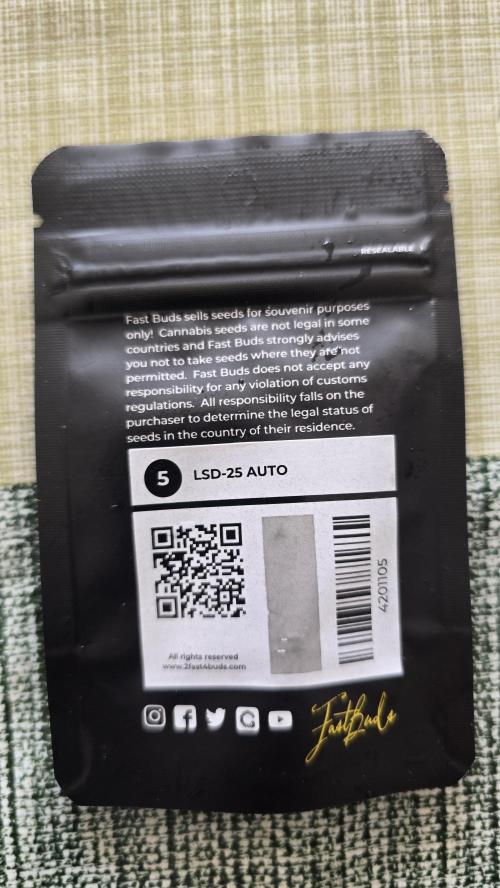 RESEALABLE
Fast Buds sells seeds for souvenir purposes
only! Cannabis seeds are not legal in some
countries and Fast Buds strongly advises
you not to take seeds where they are not
permitted. Fast Buds does not accept any
responsibility for any violation of customs
regulations. All responsibility falls on the
purchaser to determine the legal status of
seeds in the country of their residence.
5 LSD-25 AUTO
4201105
All rights reserved
www.2fast4buds.com
FastBuds